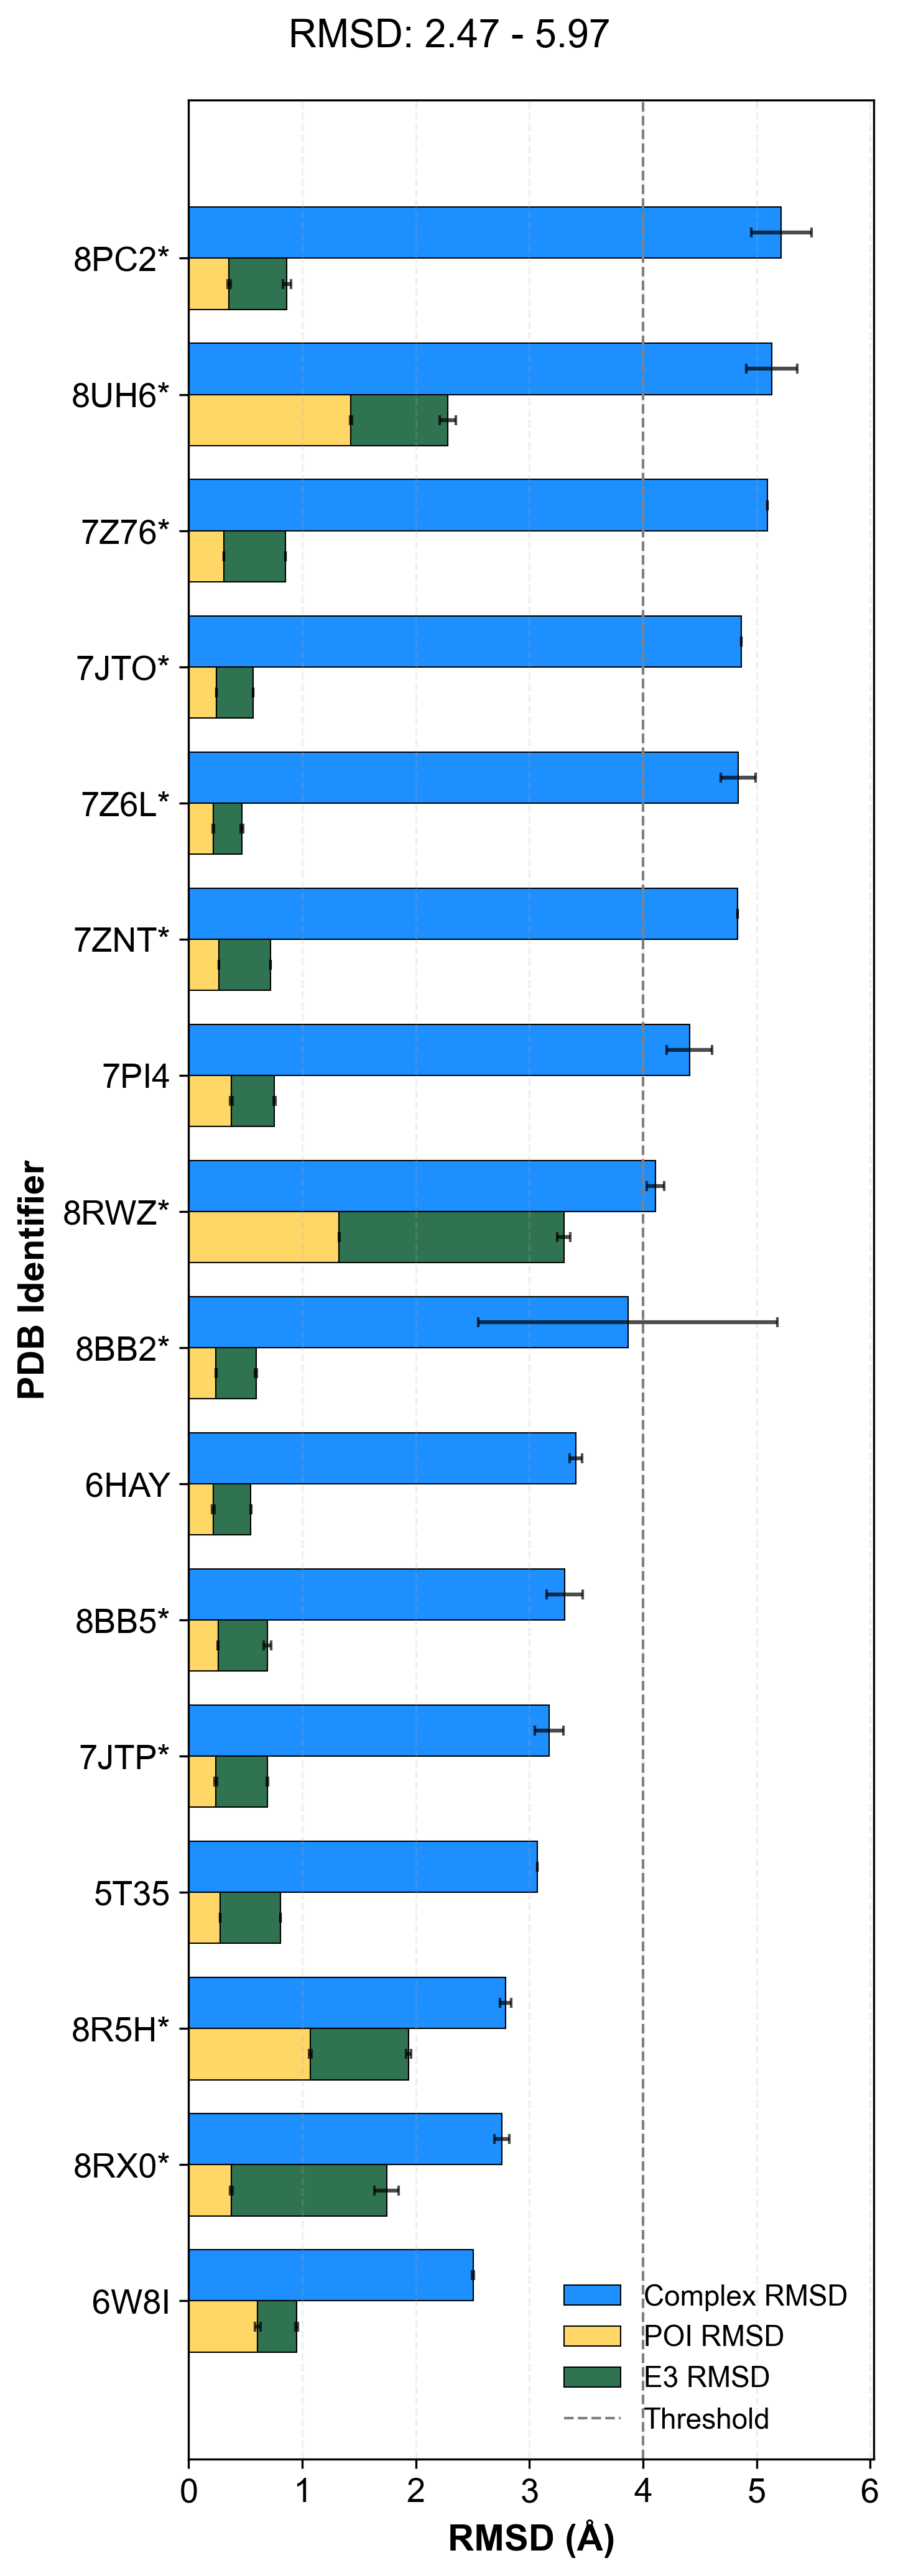 RMSD: 2.47 - 5.97
8PC2*
8UH6*
7Z76*
7JTO*
7Z6L*
7ZNT*
7PI4
8RWZ*
8BB2*
6HAY
8BB5*
7JTP*
5T35
8R5H*
8RX0*
6W8I
PDB Identifier
Complex RMSD
POI RMSD
E3 RMSD
Threshold
0 1 2 3 4 5 6
RMSD (Å)